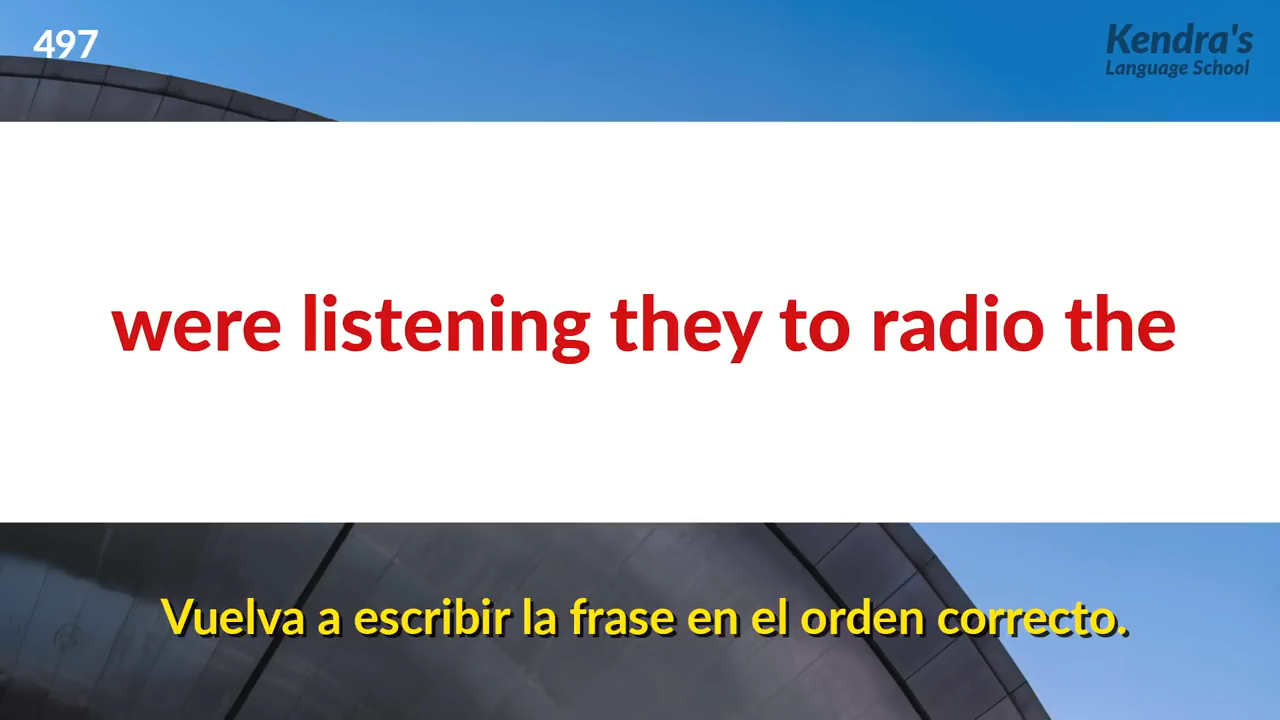 497
Kendra's
Language School
were listening they to radio the
Vuelva a escribir la frase en el orden correcto.